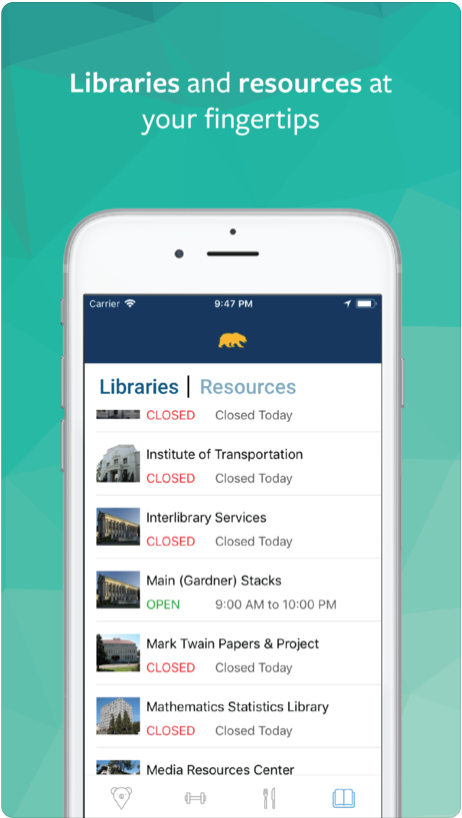 Libraries and resources at
your fingertips
Carrier 9:47 PM
Libraries | Resources
CLOSED Closed Today
Institute of Transportation
CLOSED Closed Today
Interlibrary Services
CLOSED Closed Today
Main (Gardner) Stacks
OPEN 9:00 AM to 10:00 PM
Mark Twain Papers & Project
CLOSED Closed Today
Mathematics Statistics Library
CLOSED Closed Today
Media Resources Center